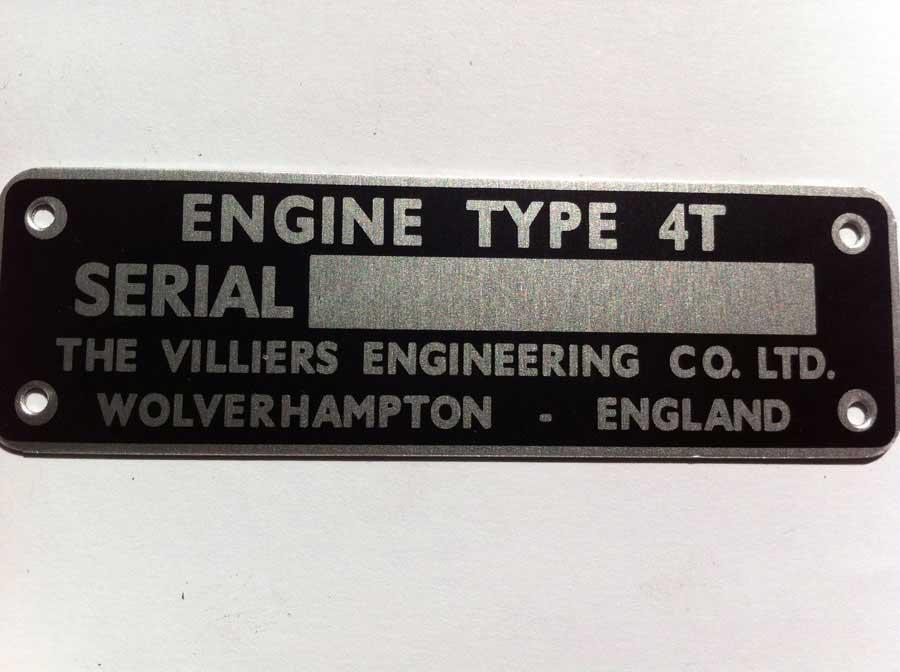 ENGINE TYPE 4T
SERIAL
THE VILLIERS ENGINEERING CO. LTD.
WOLVERHAMPTON - ENGLAND